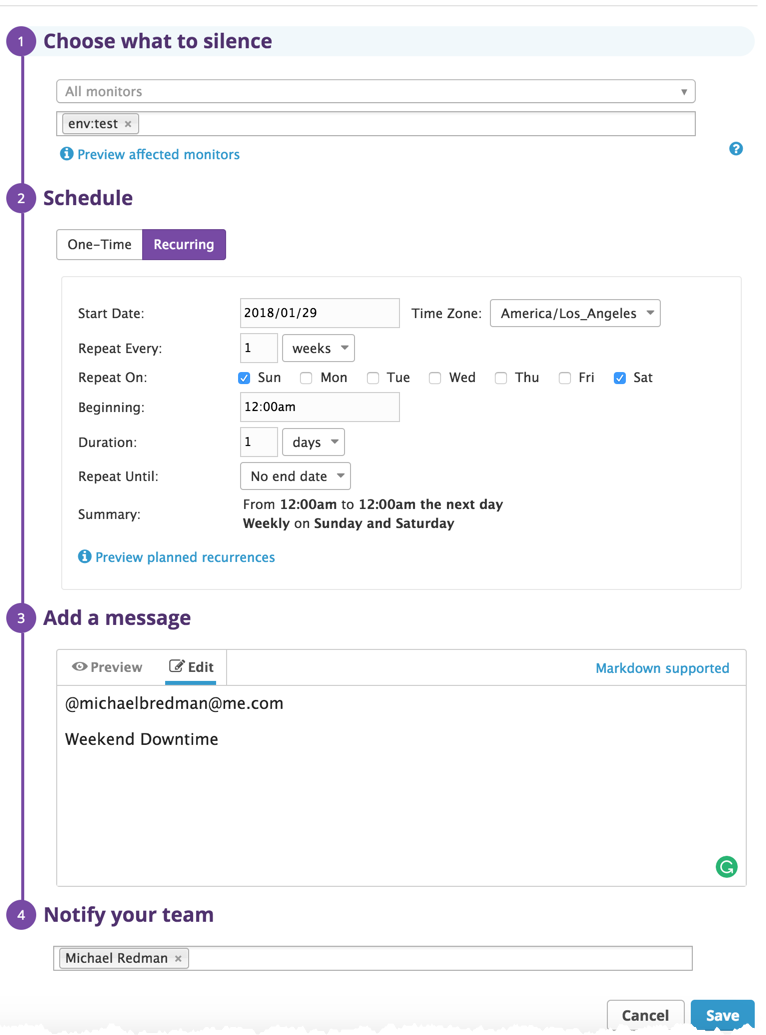 1 Choose what to silence
All monitors
env:test ×
Preview affected monitors
2 Schedule
One-Time Recurring
Start Date: 2018/01/29 Time Zone: America/Los_Angeles
Repeat Every: 1 weeks
Repeat On: Sun Mon Tue Wed Thu Fri Sat
Beginning: 12:00am
Duration: 1 days
Repeat Until: No end date
Summary: From 12:00am to 12:00am the next day
Weekly on Sunday and Saturday
Preview planned recurrences
3 Add a message
Preview Edit Markdown supported
@michaelbredman@me.com
Weekend Downtime
4 Notify your team
Michael Redman ×
Cancel Save